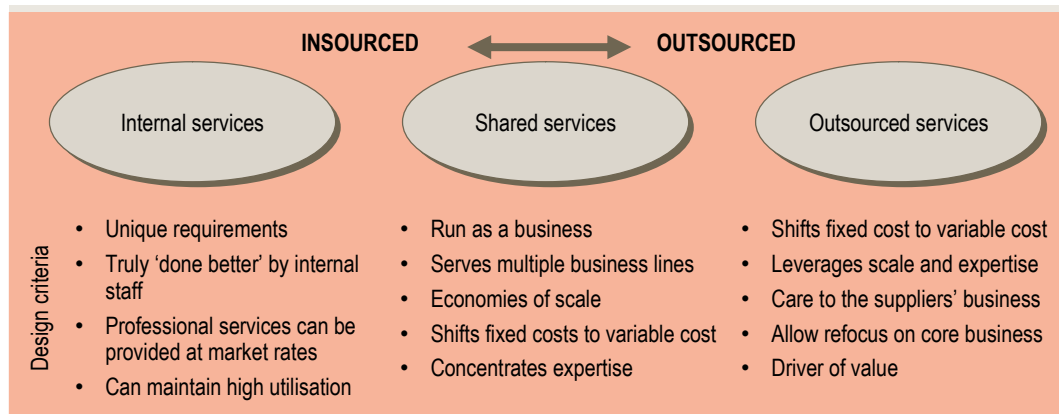 INSOURCED OUTSOURCED
Internal services
Shared services
Outsourced services
Design criteria
• Unique requirements
• Truly ‘done better’ by internal
staff
• Professional services can be
provided at market rates
• Can maintain high utilisation
• Run as a business
• Serves multiple business lines
• Economies of scale
• Shifts fixed costs to variable cost
• Concentrates expertise
• Shifts fixed cost to variable cost
• Leverages scale and expertise
• Care to the suppliers’ business
• Allow refocus on core business
• Driver of value